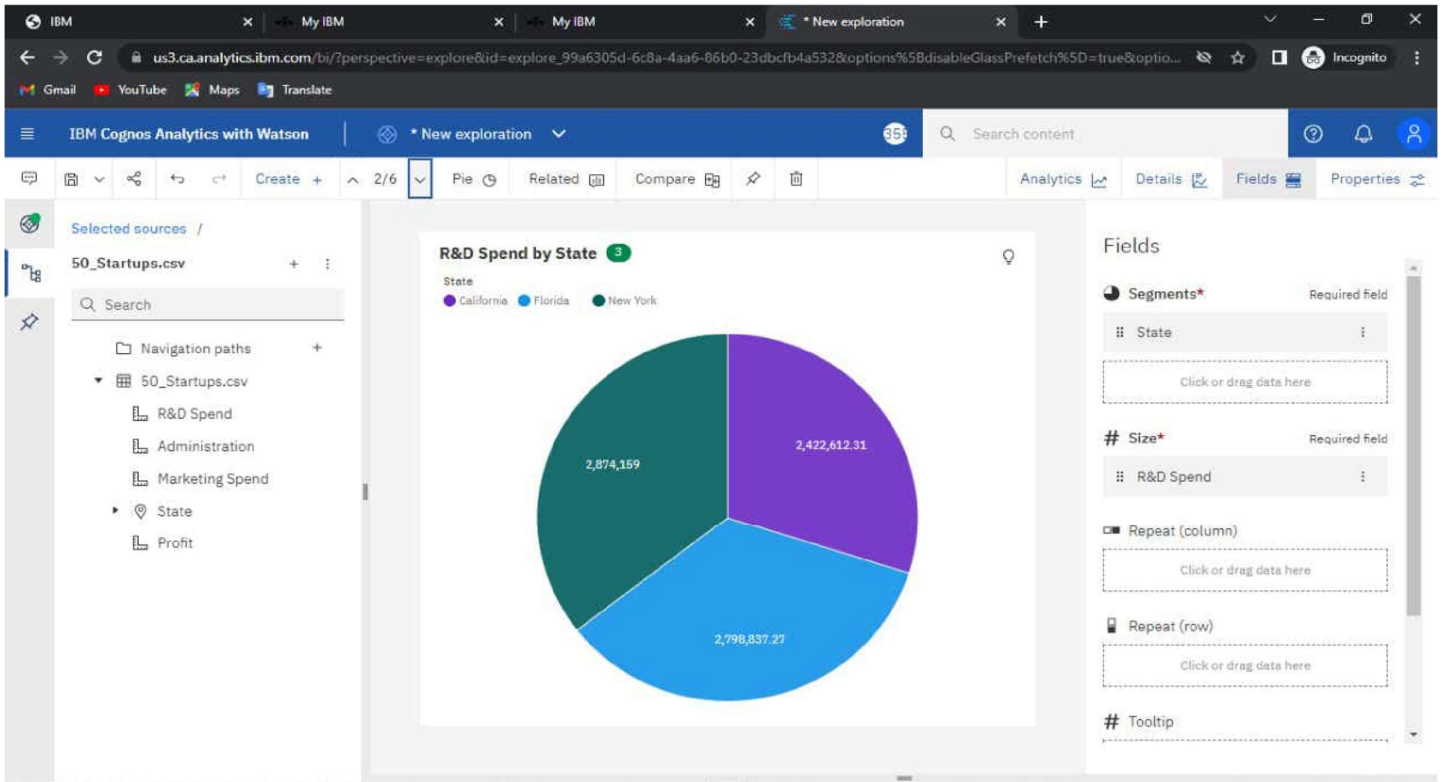 IBM
My IBM
My IBM
* New exploration
us3.ca.analytics.ibm.com/bi/?perspective=explore&id=explore_99a6305d-6c8a-4aa6-86b0-23dbcfb4a532&options%5BdisableGlassPrefetch%5D=true&optio...
Incognito
Gmail YouTube Maps Translate
IBM Cognos Analytics with Watson
* New exploration
Search content
Create + 2/6 Pie Related Compare
Analytics Details Fields Properties
Selected sources /
50_Startups.csv
Search
Navigation paths
50_Startups.csv
R&D Spend
Administration
Marketing Spend
State
Profit
R&D Spend by State 3
State
California Florida New York
2,422,612.31
2,874,159
2,798,837.27
Fields
Segments* Required field
State
Click or drag data here
# Size* Required field
R&D Spend
Repeat (column)
Click or drag data here
Repeat (row)
Click or drag data here
# Tooltip